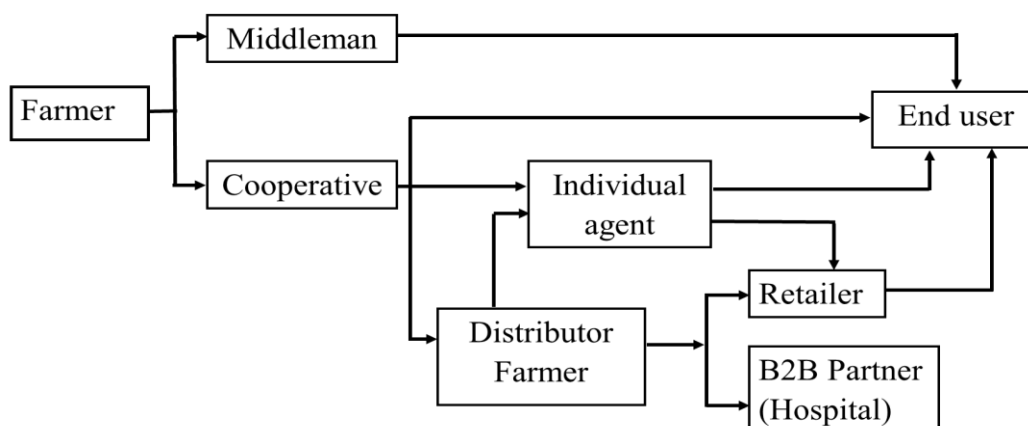 Middleman
Farmer
End user
Cooperative
Individual
agent
Retailer
Distributor
Farmer
B2B Partner
(Hospital)